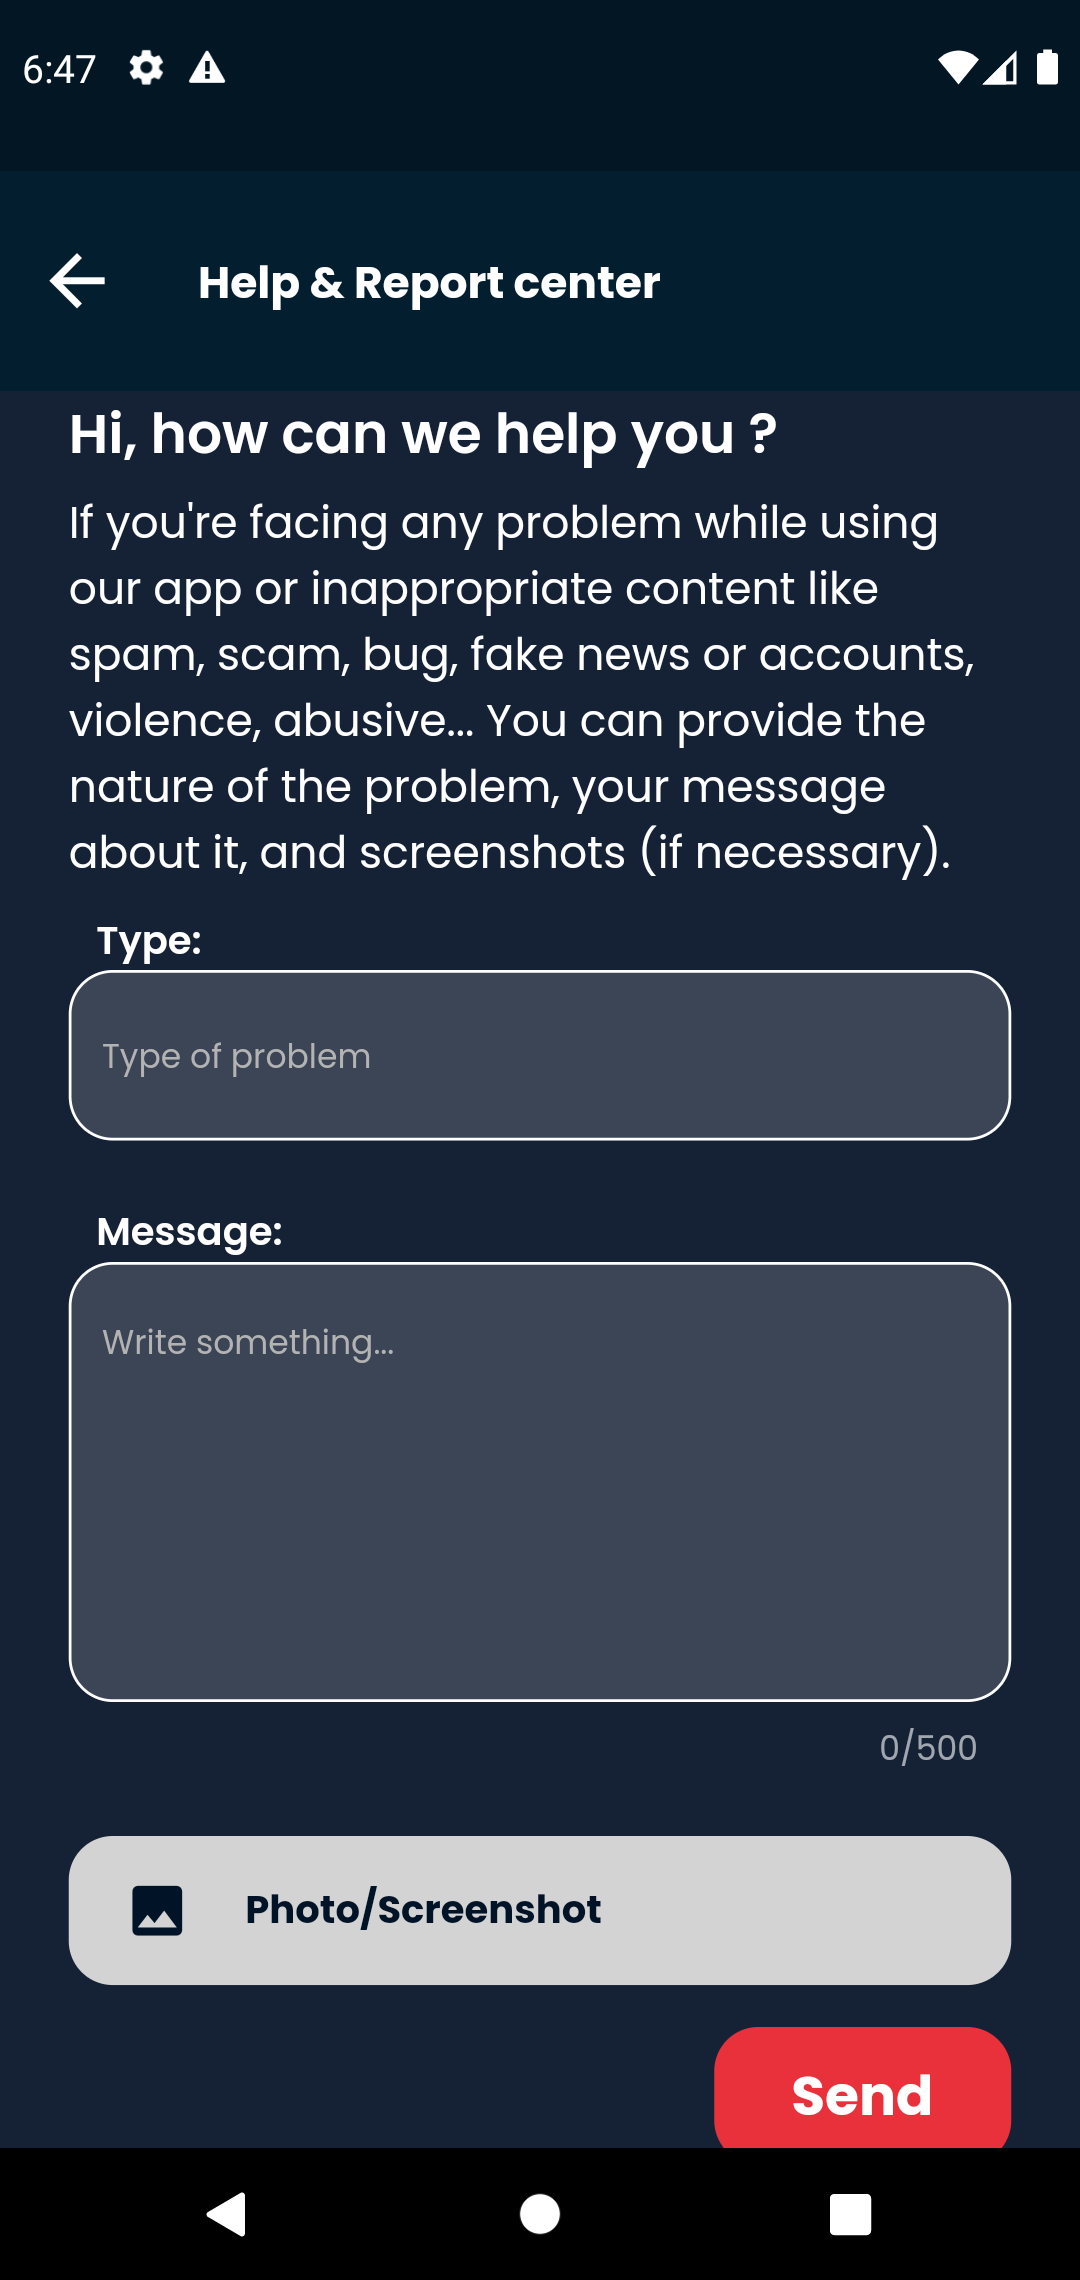 6:47
Help & Report center
Hi, how can we help you ?
If you're facing any problem while using
our app or inappropriate content like
spam, scam, bug, fake news or accounts,
violence, abusive... You can provide the
nature of the problem, your message
about it, and screenshots (if necessary).
Type:
Type of problem
Message:
Write something...
0/500
Photo/Screenshot
Send